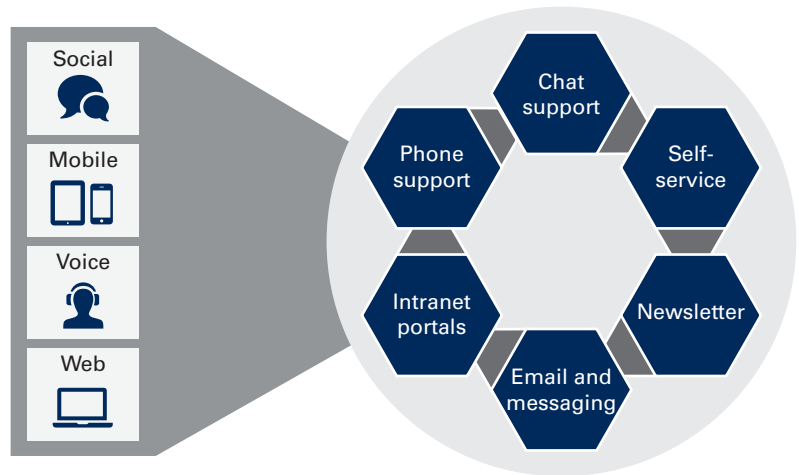 Social
Mobile
Voice
Web
Chat
support
Self-
service
Newsletter
Email and
messaging
Intranet
portals
Phone
support